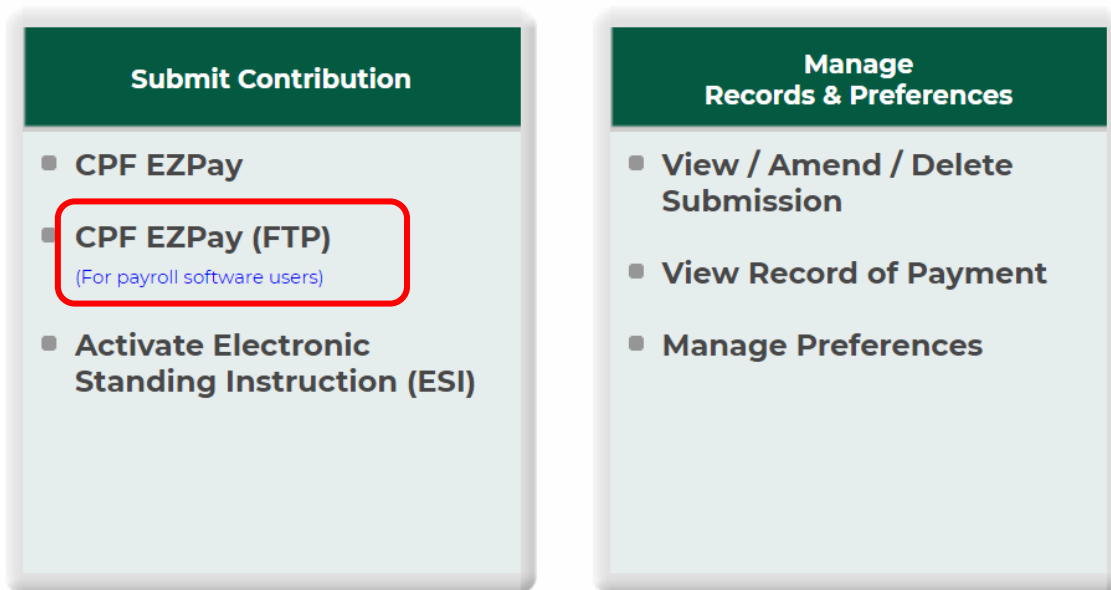 Submit Contribution
CPF EZPay
CPF EZPay (FTP)
(For payroll software users)
Activate Electronic
Standing Instruction (ESI)
Manage
Records & Preferences
View / Amend / Delete
Submission
View Record of Payment
Manage Preferences